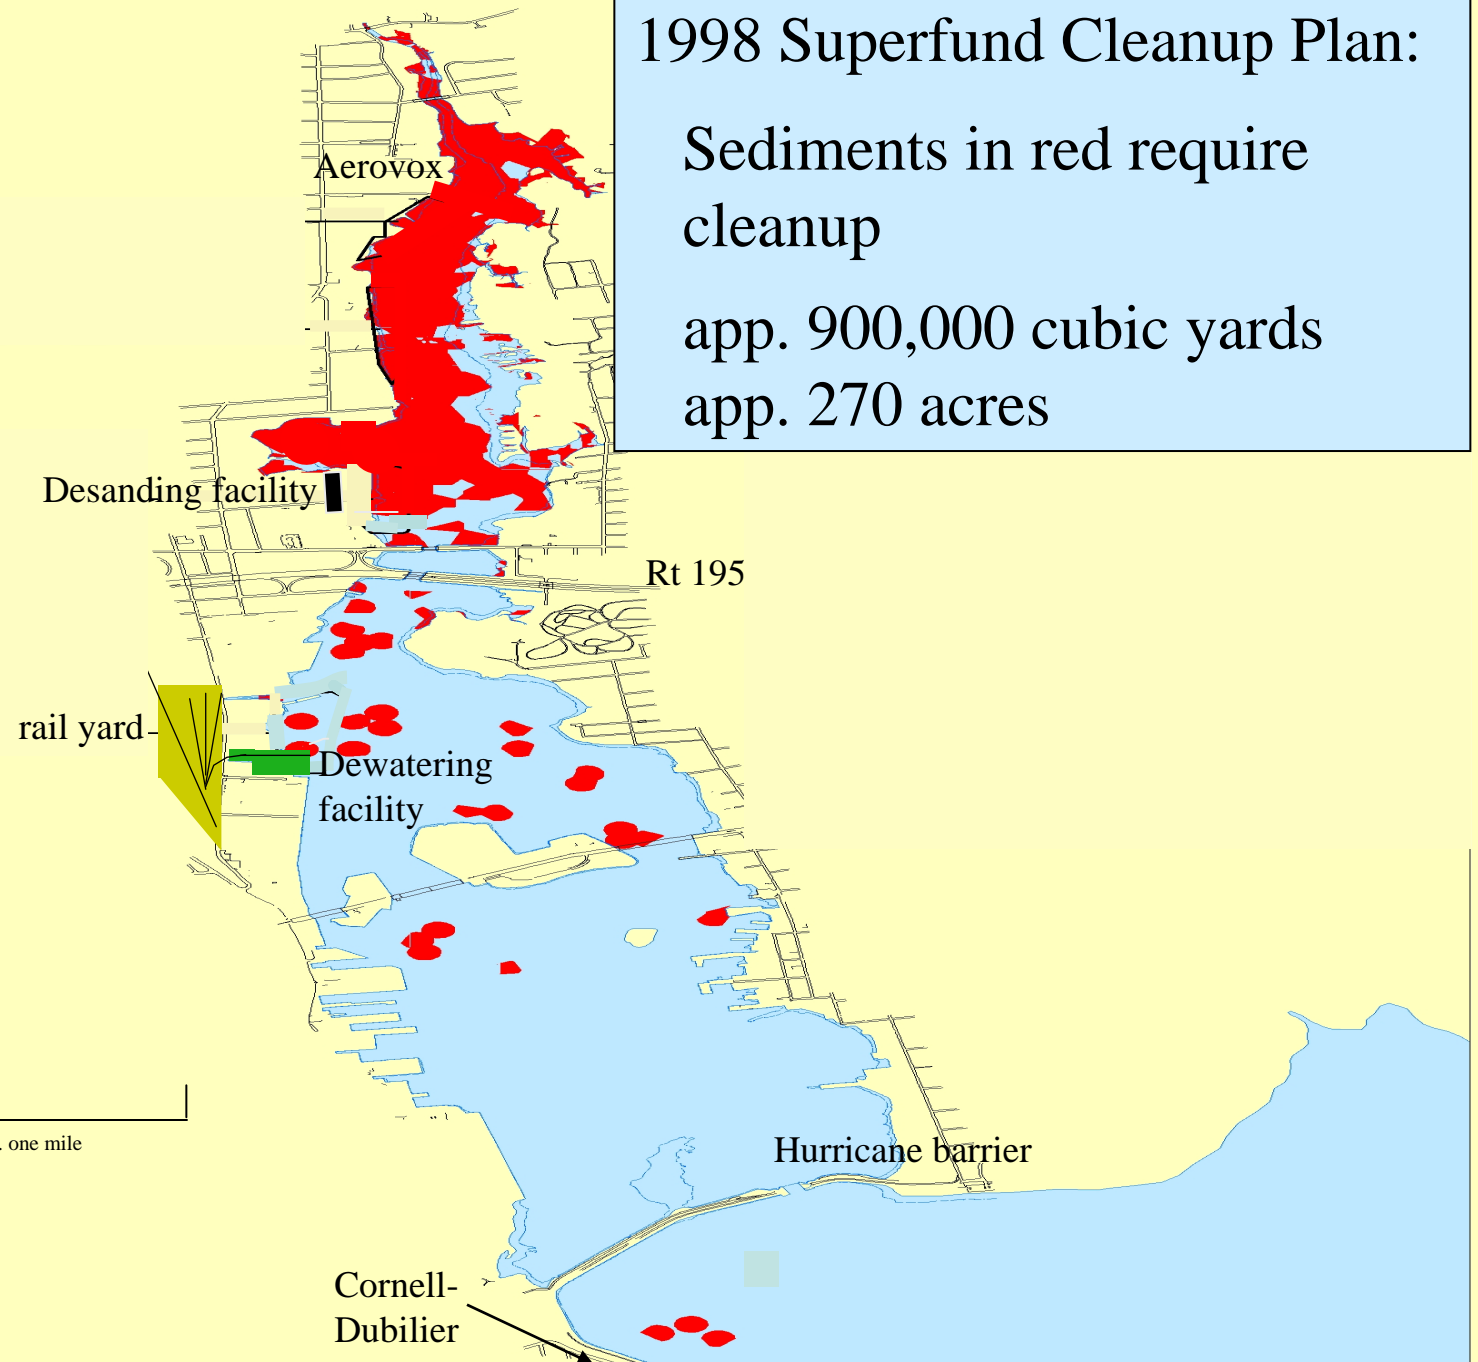 1998 Superfund Cleanup Plan:
Sediments in red require
cleanup
app. 900,000 cubic yards
app. 270 acres
Aerovox
Desanding facility
Rt 195
rail yard
Dewatering
facility
. one mile
Hurricane barrier
Cornell-
Dubilier